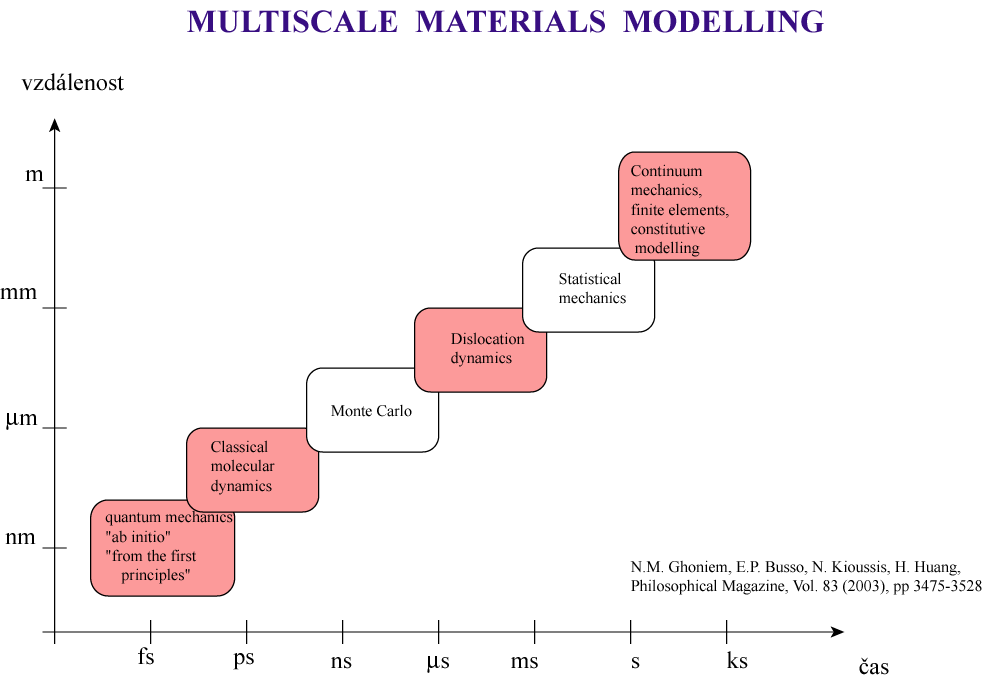 MULTISCALE MATERIALS MODELLING
vzdálenost
m
mm
μm
nm
Continuum
mechanics,
finite elements,
constitutive
modelling
Statistical
mechanics
Dislocation
dynamics
Monte Carlo
Classical
molecular
dynamics
quantum mechanics
"ab initio"
"from the first
principles"
N.M. Ghoniem, E.P. Busso, N. Kioussis, H. Huang,
Philosophical Magazine, Vol. 83 (2003), pp 3475-3528
fs ps ns μs ms s ks
čas